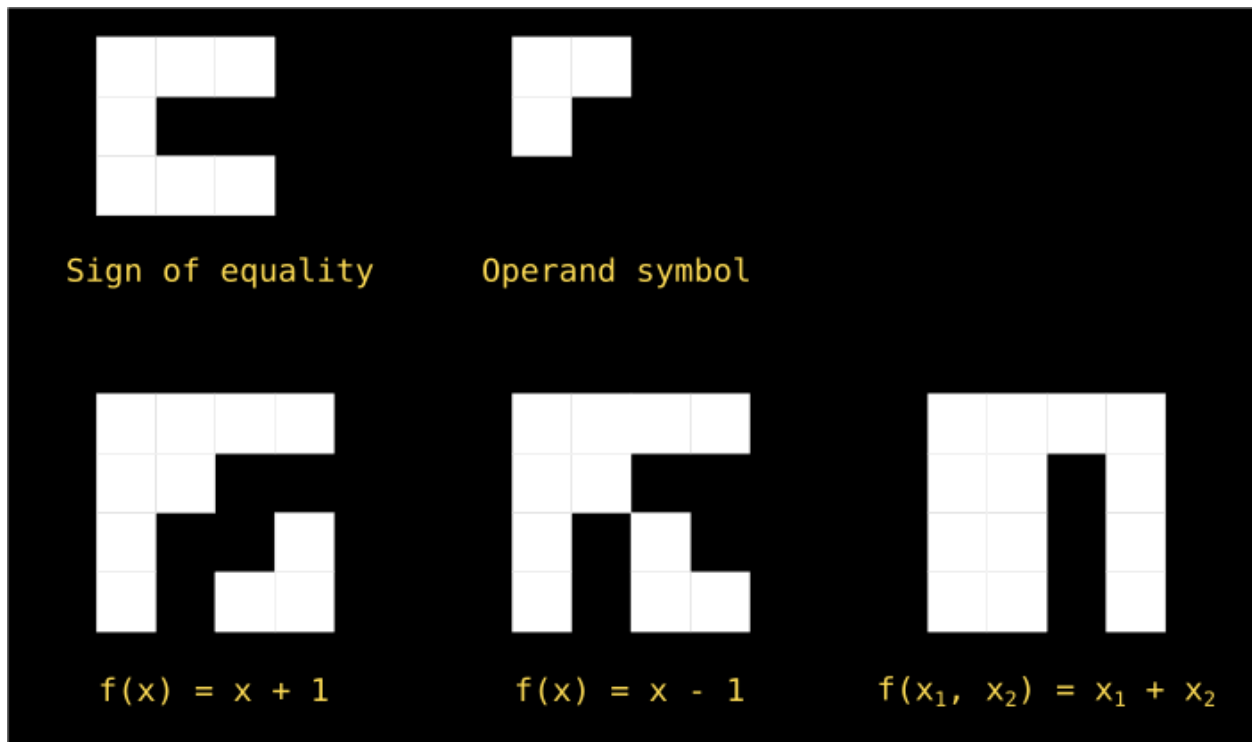 Sign of equality
Operand symbol
f(x) = x + 1
f(x) = x - 1
f(x₁, x₂) = x₁ + x₂